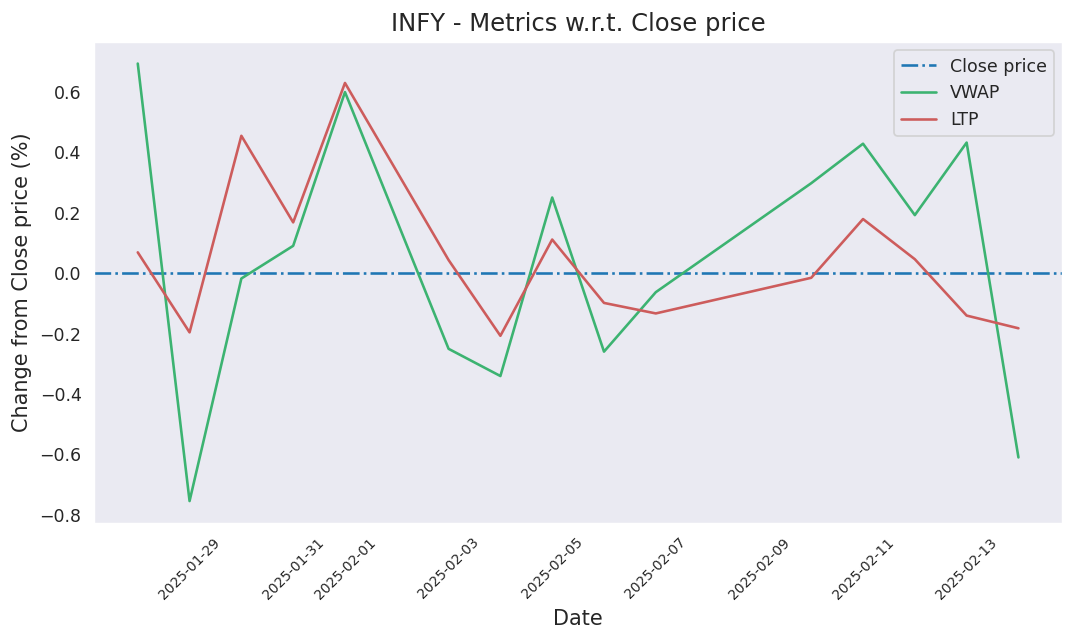 INFY - Metrics w.r.t. Close price
Close price
VWAP
LTP
Change from Close price (%)
0.6
0.4
0.2
0.0
−0.2
−0.4
−0.6
−0.8
2025-01-29
2025-01-31
2025-02-01
2025-02-03
2025-02-05
2025-02-07
2025-02-09
2025-02-11
2025-02-13
Date